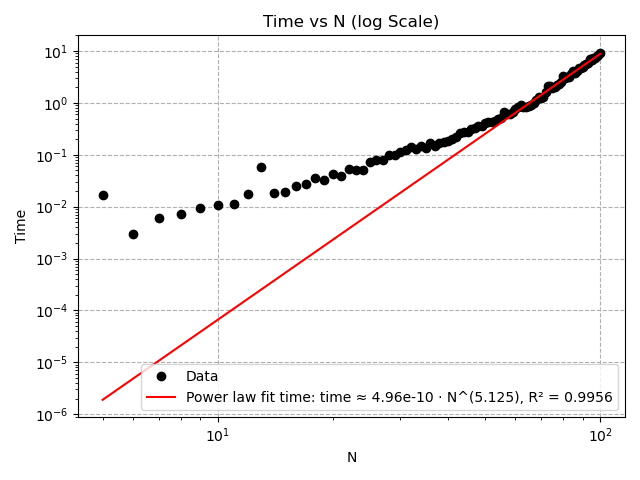 Time vs N (log Scale)
10¹
10⁰
10⁻¹
10⁻²
10⁻³
10⁻⁴
10⁻⁵
10⁻⁶
Time
Data
Power law fit time: time ≈ 4.96e-10 · N^(5.125), R² = 0.9956
10¹
10²
N